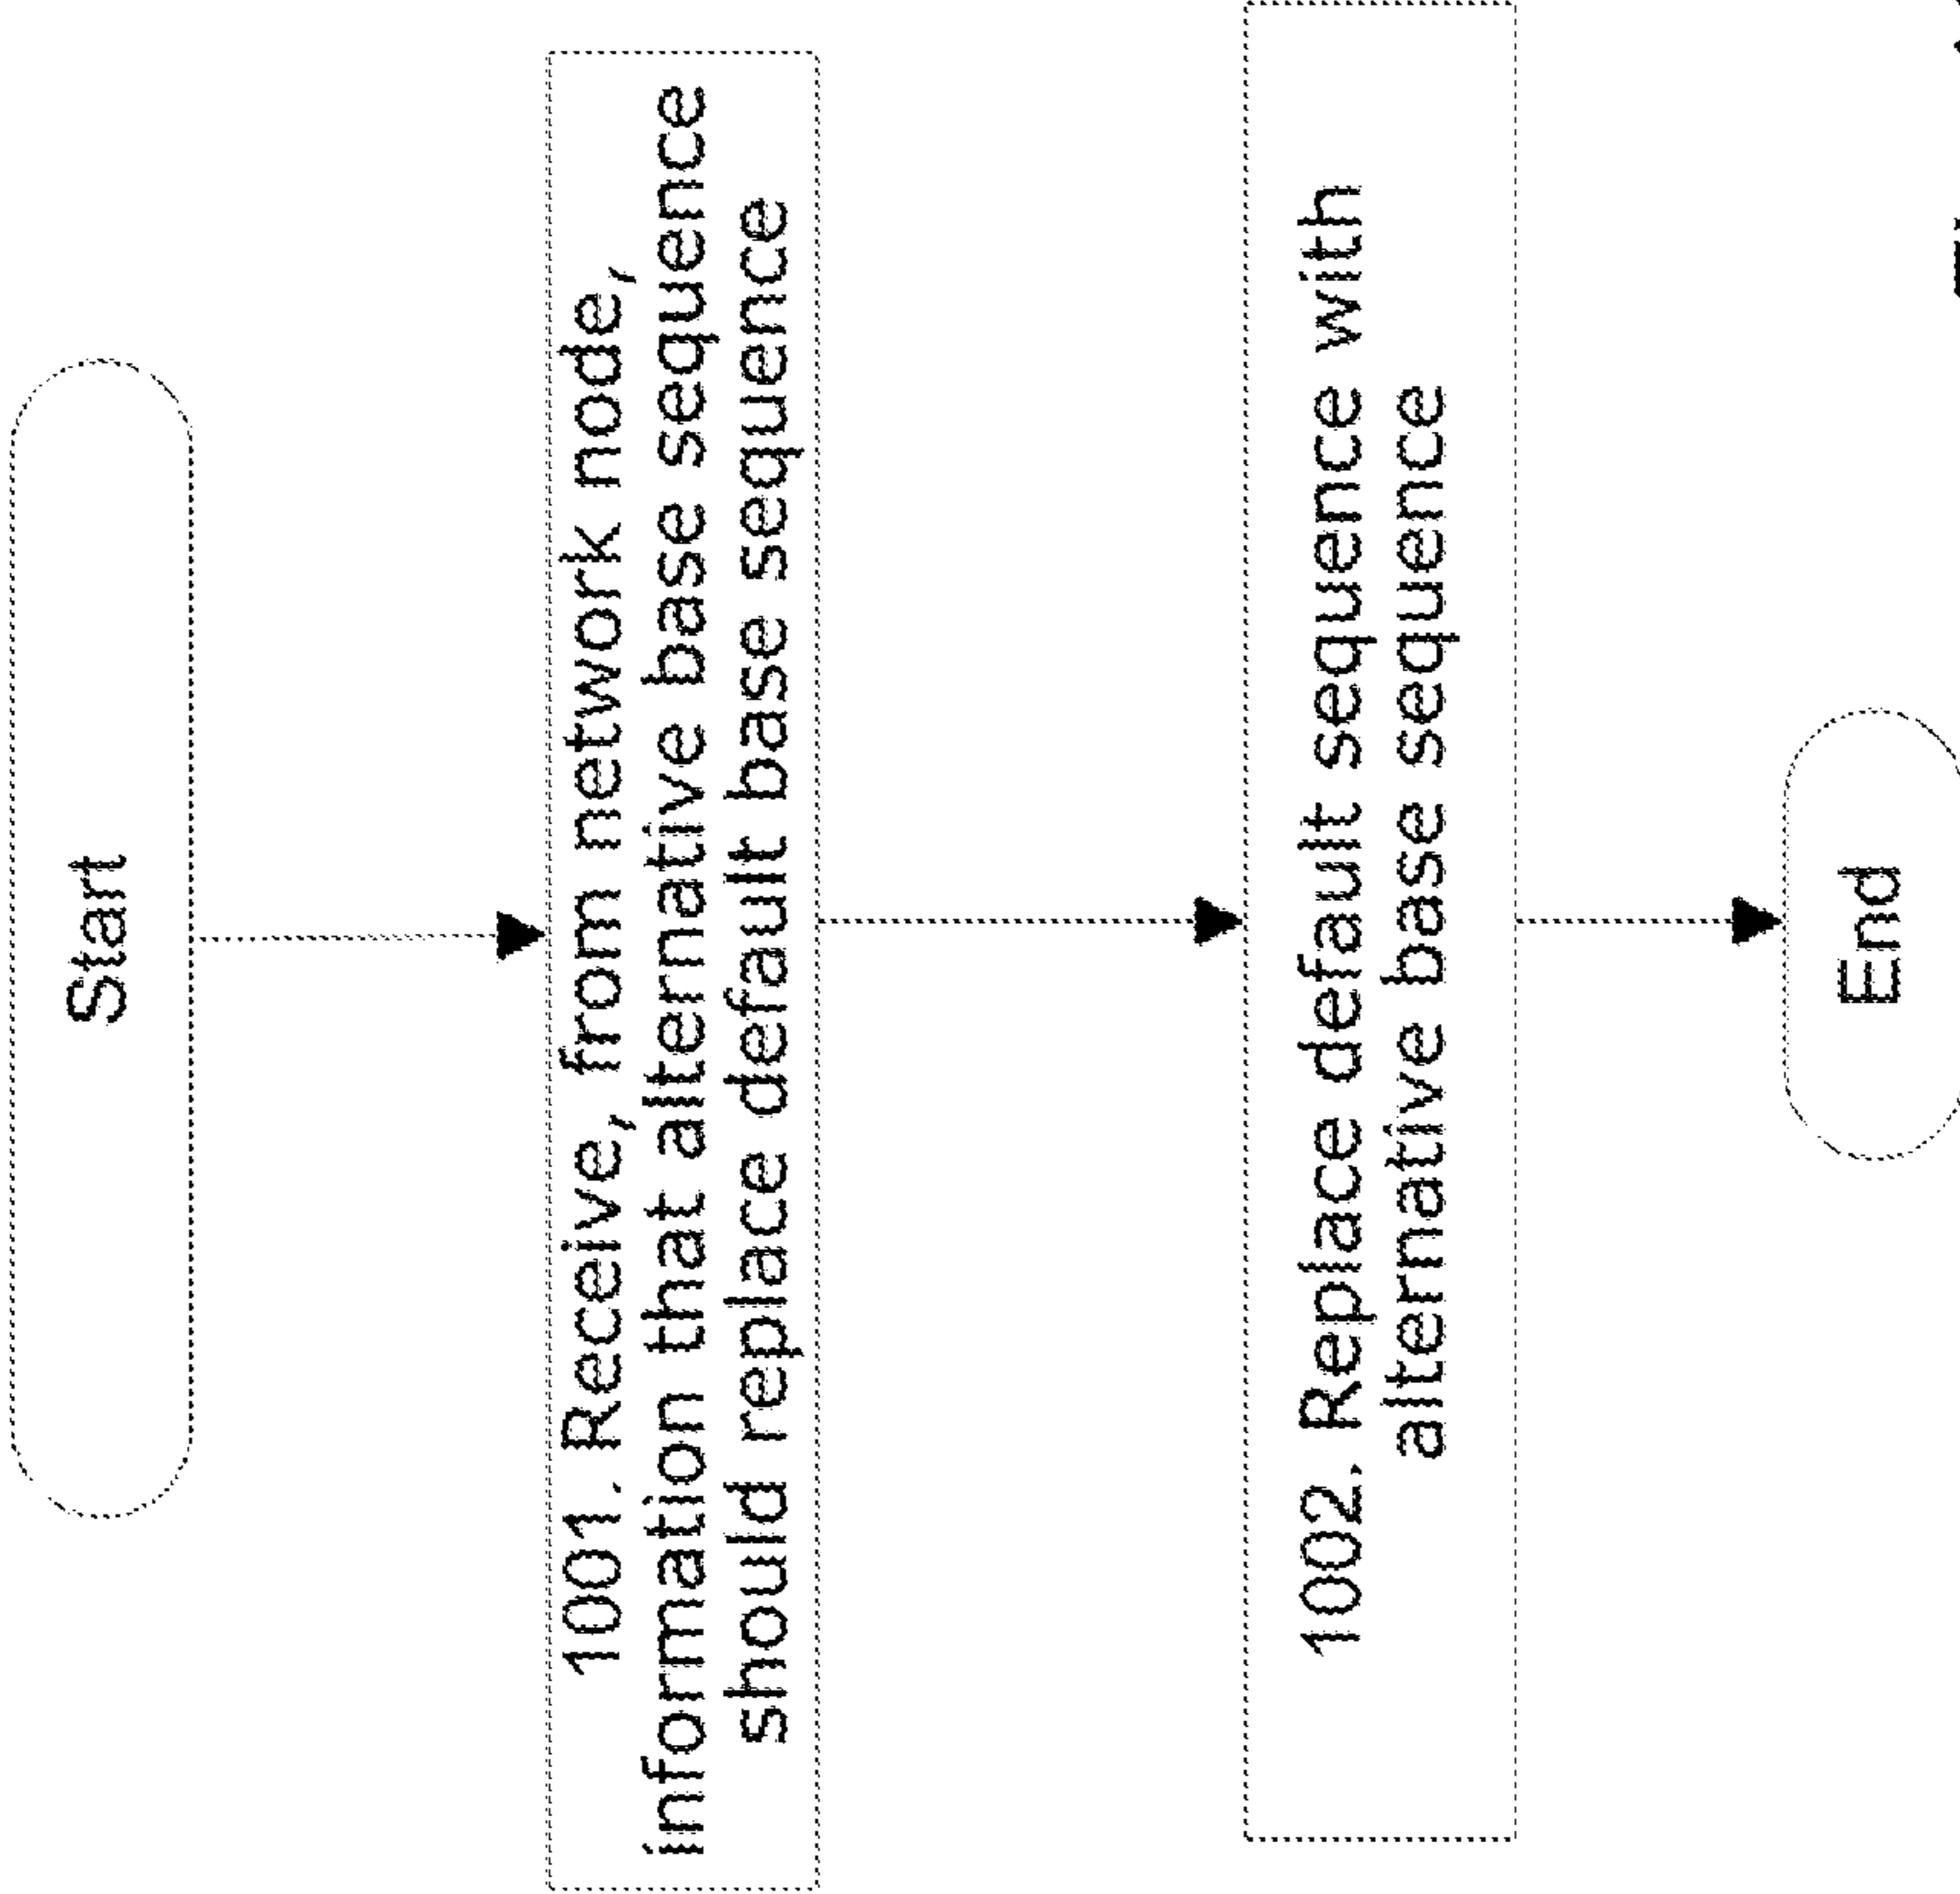 Start
1001. Receive, from network node,
information that alternative base sequence
should replace default base sequence
1002. Replace default sequence with
alternative base sequence
End